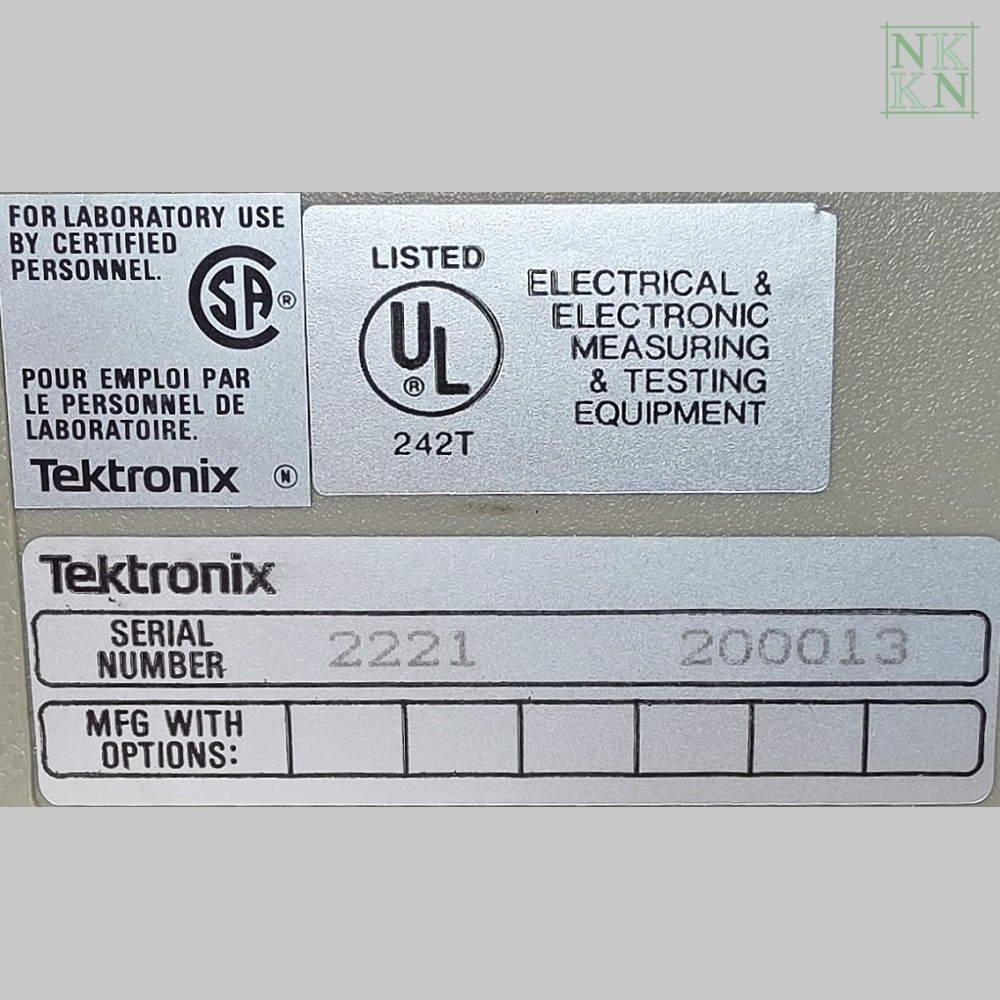 NK
KN
FOR LABORATORY USE
BY CERTIFIED
PERSONNEL.
SA ®
POUR EMPLOI PAR
LE PERSONNEL DE
LABORATOIRE.
Tektronix N
LISTED
UL ®
242T
ELECTRICAL &
ELECTRONIC
MEASURING
& TESTING
EQUIPMENT
Tektronix
SERIAL
NUMBER 2221 200013
MFG WITH
OPTIONS: